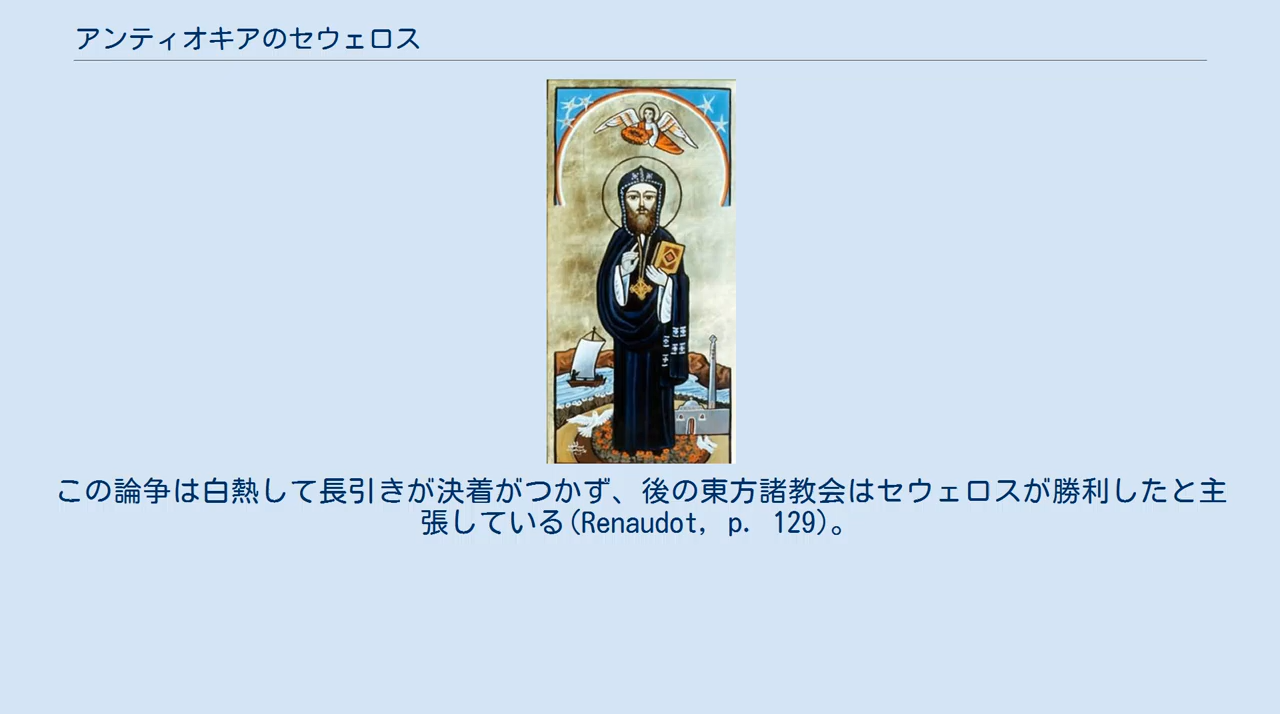 アンティオキアのセウェロス
この論争は白熱して長引きが決着がつかず、後の東方諸教会はセウェロスが勝利したと主
張している(Renaudot, p. 129)。